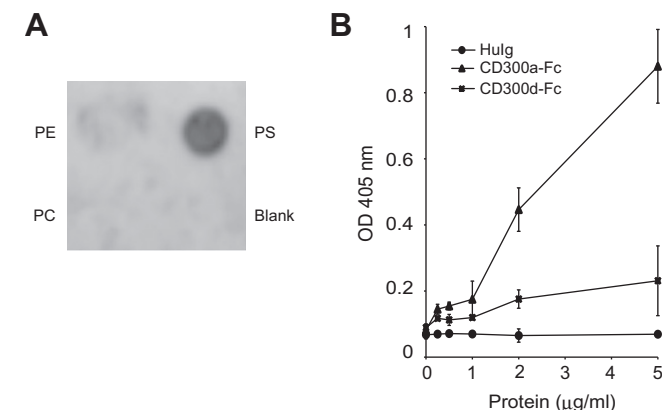 A
PE
PS
PC
Blank
B
HuIg
CD300a-Fc
CD300d-Fc
OD 405 nm
1
0.8
0.6
0.4
0.2
0
0 1 2 3 4 5
Protein (μg/ml)